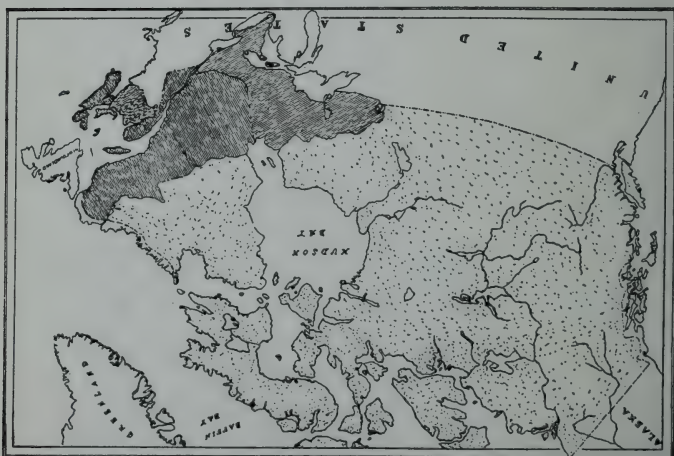 ALASKA
BAFFIN
BAY
GREENLAND
HUDSON
BAY
UNITED STATES